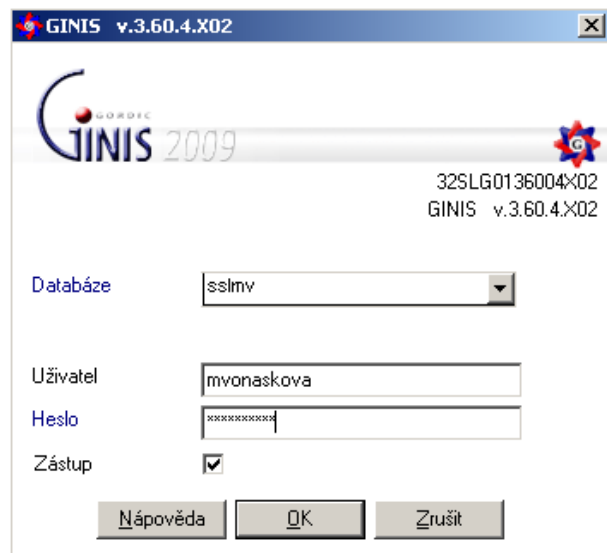 GINIS v.3.60.4.X02
GORDIC
GINIS 2009
G
32SLG0136004X02
GINIS v.3.60.4.X02
Databáze sslmv
Uživatel mvonaskova
Heslo **********
Zástup
Nápověda OK Zrušit